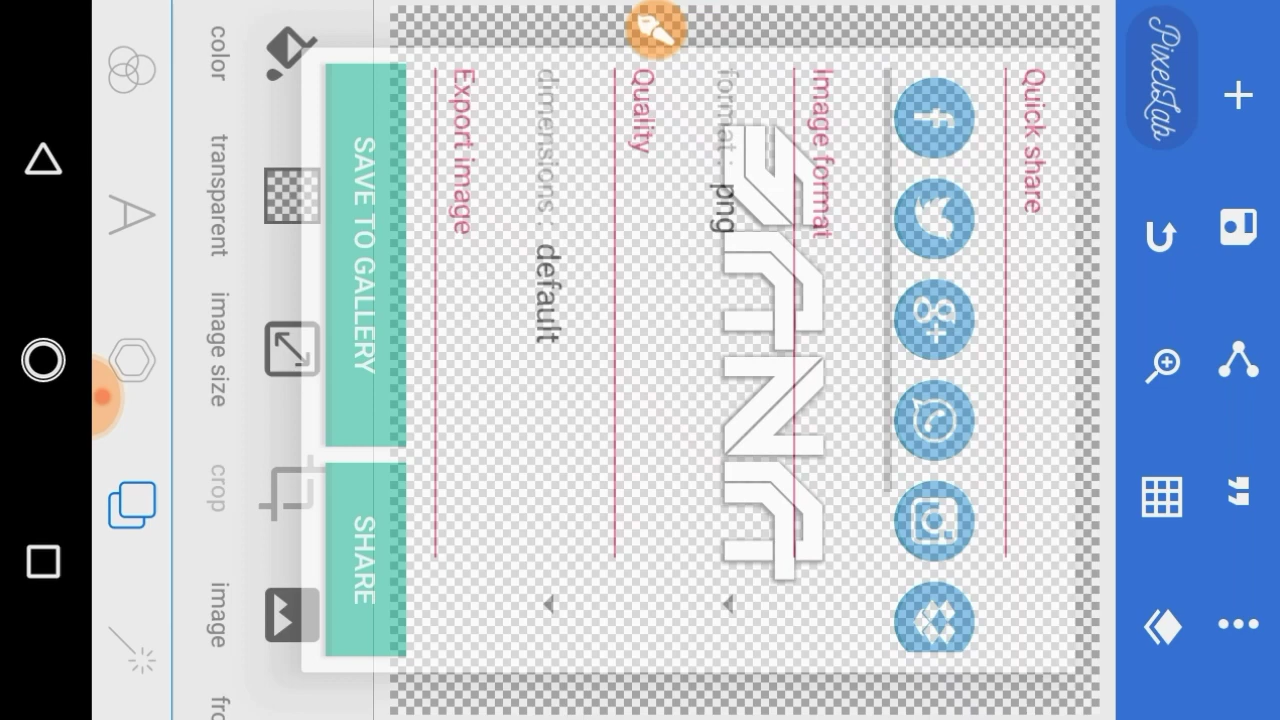 PixelLab
Quick share
Image format
format : png
Quality
dimensions default
Export image
SAVE TO GALLERY
SHARE
color
transparent
image size
crop
image